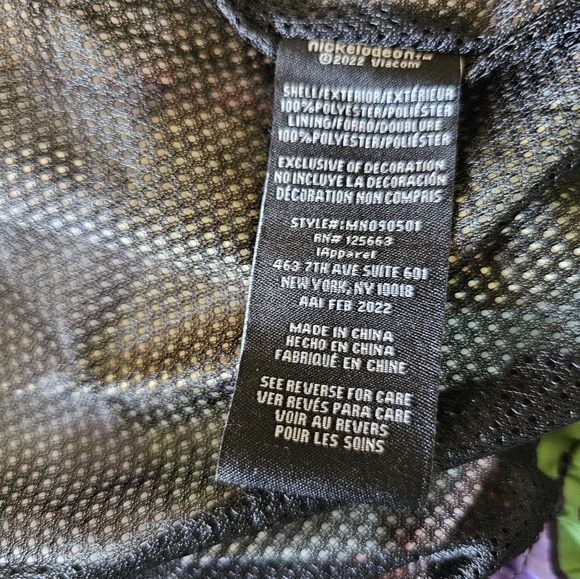 nickelodeon™
©2022 Viacom
SHELL/EXTERIOR/EXTÉRIEUR
100%POLYESTER/POLIÉSTER
LINING/FORRO/DOUBLURE
100%POLYESTER/POLIÉSTER
EXCLUSIVE OF DECORATION
NO INCLUYE LA DECORACIÓN
DÉCORATION NON COMPRIS
STYLE#:MN090501
RN# 125663
IApparel
463 7TH AVE SUITE 601
NEW YORK, NY 10018
AAI FEB 2022
MADE IN CHINA
HECHO EN CHINA
FABRIQUÉ EN CHINE
SEE REVERSE FOR CARE
VER REVÉS PARA CARE
VOIR AU REVERS
POUR LES SOINS